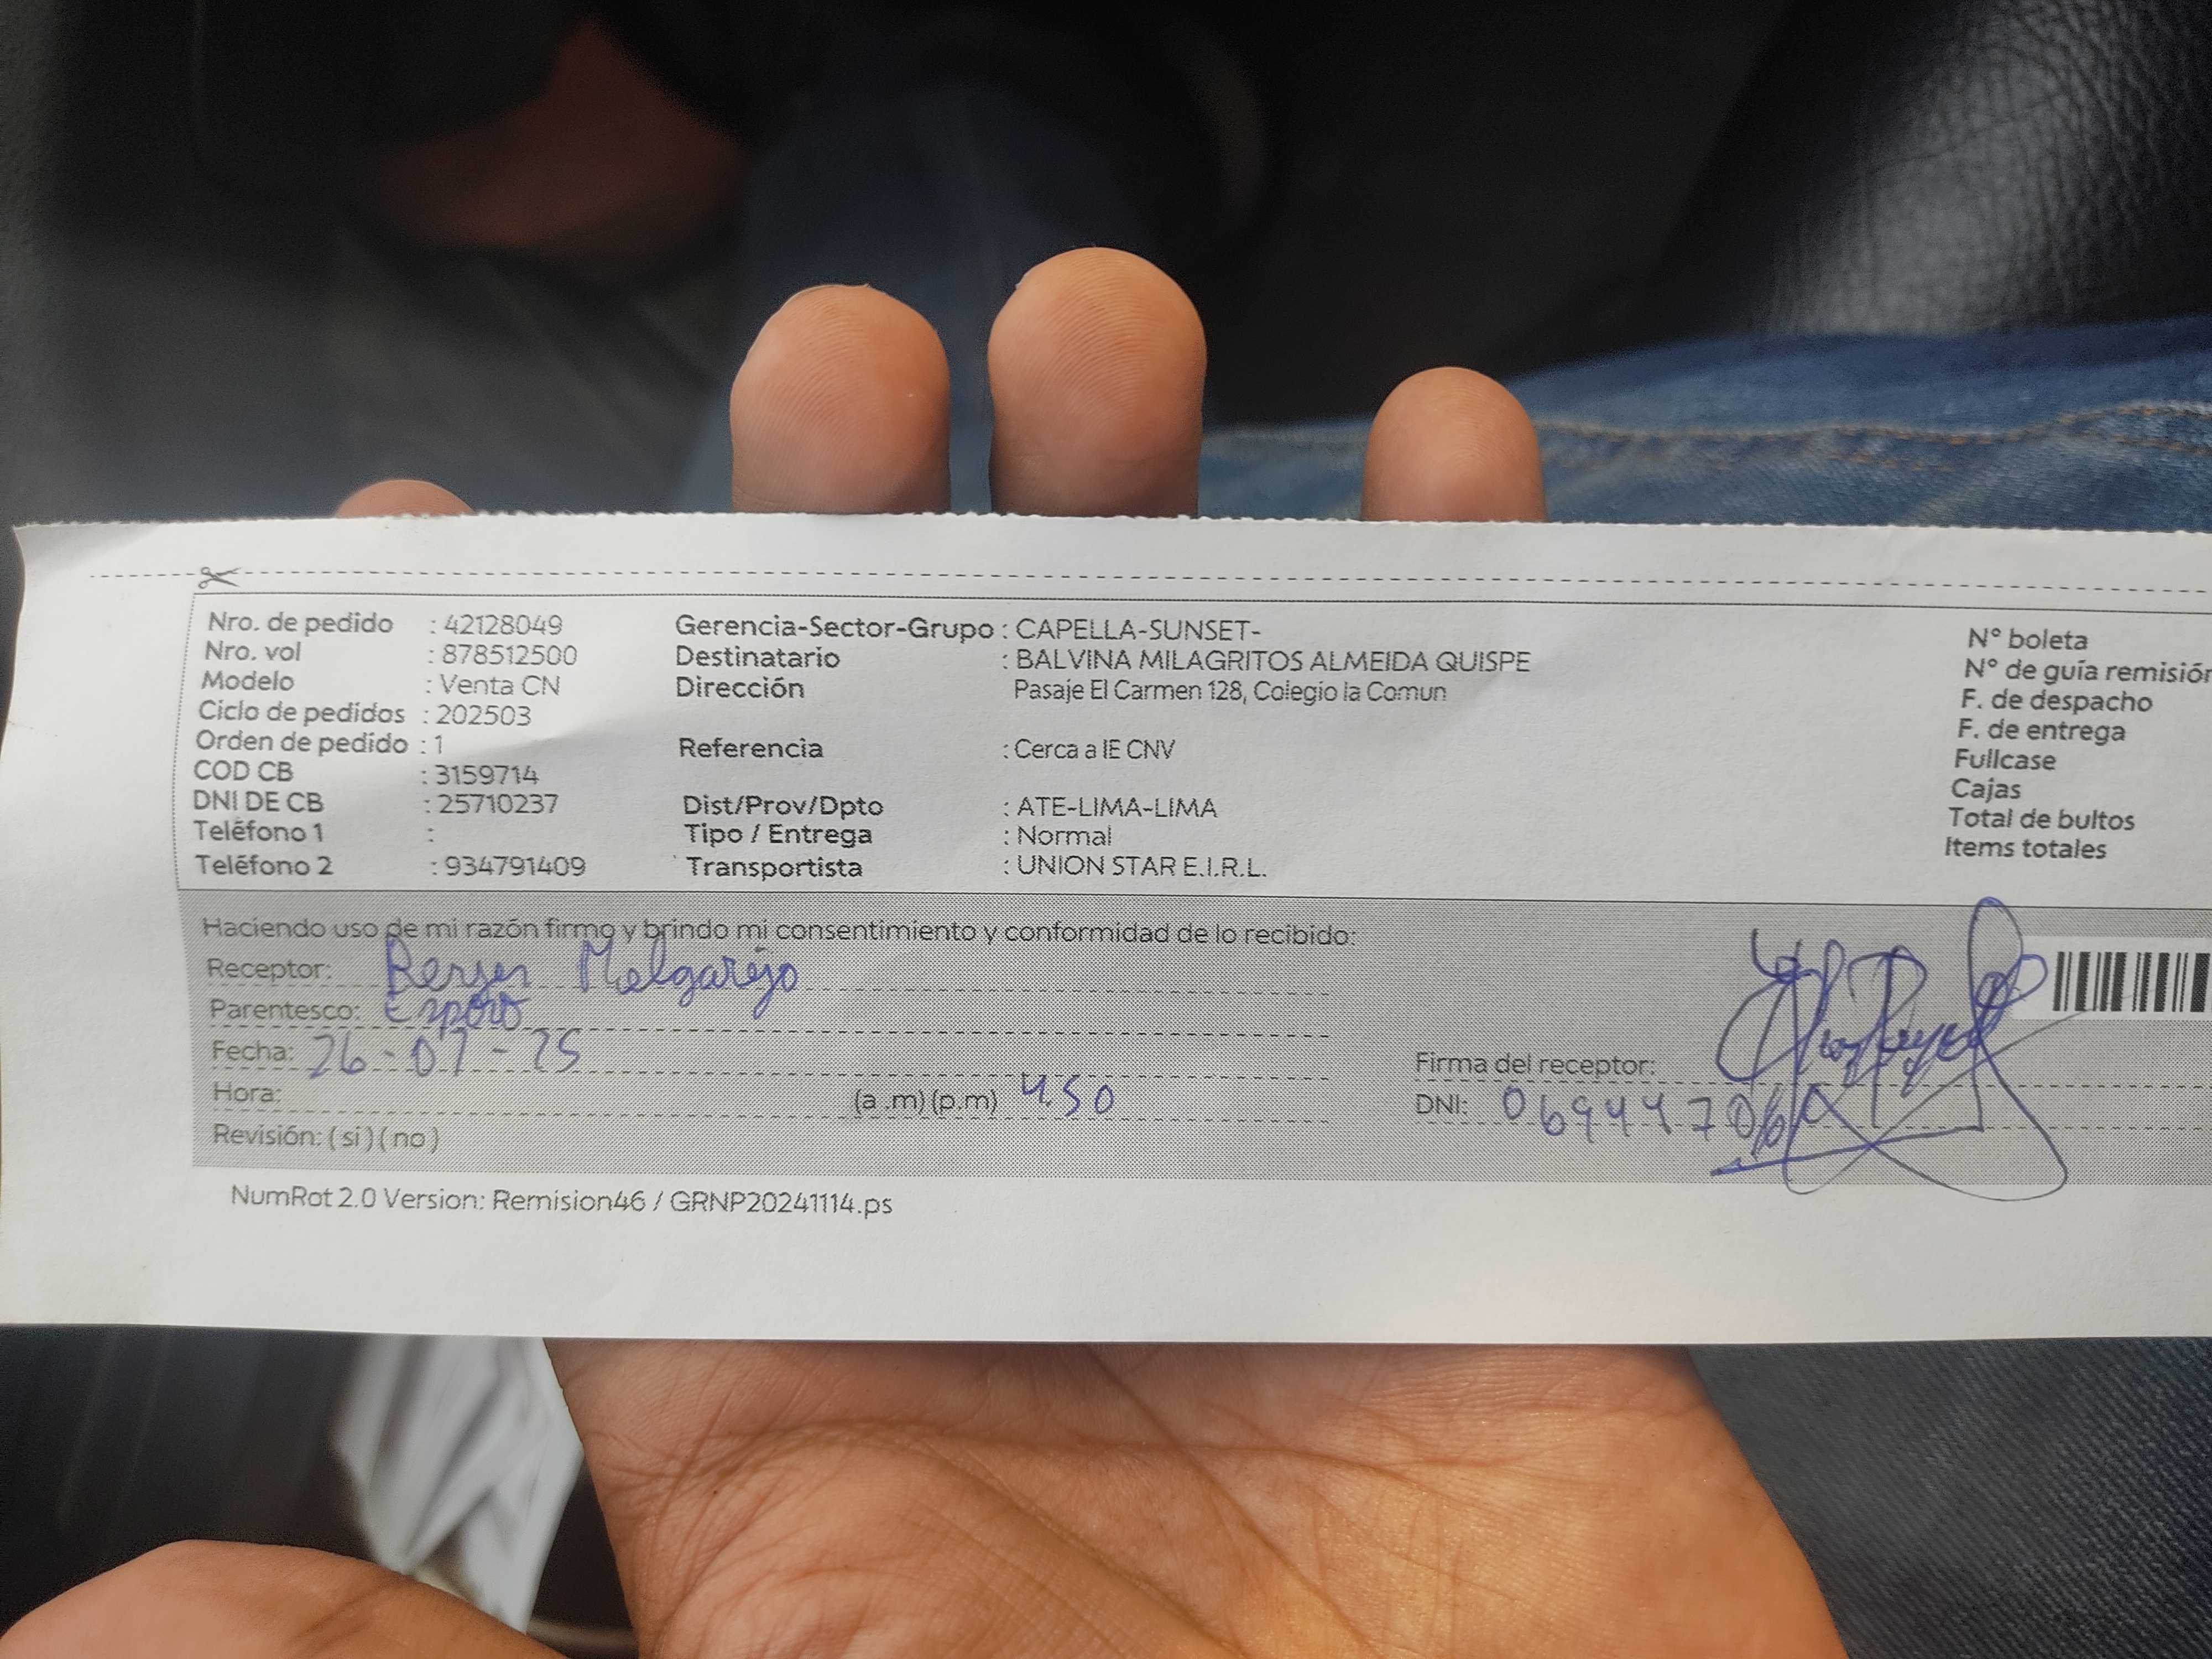 Nro. de pedido : 42128049 Gerencia-Sector-Grupo : CAPELLA-SUNSET- N° boleta
Nro. vol : 878512500 Destinatario : BALVINA MILAGRITOS ALMEIDA QUISPE N° de guía remisión
Modelo : Venta CN Dirección Pasaje El Carmen 128, Colegio la Comun F. de despacho
Ciclo de pedidos : 202503 F. de entrega
Orden de pedido : 1 Referencia : Cerca a IE CNV Fullcase
COD CB : 3159714 Cajas
DNI DE CB : 25710237 Dist/Prov/Dpto : ATE-LIMA-LIMA Total de bultos
Teléfono 1 : Tipo / Entrega : Normal Items totales
Teléfono 2 : 934791409 Transportista : UNION STAR E.I.R.L.
Haciendo uso de mi razón firmo y brindo mi consentimiento y conformidad de lo recibido:
Receptor: Melgarejo
Parentesco: Esposo
Fecha: 26-07-25 Firma del receptor:
Hora: (a .m) (p.m) 4.50 DNI:
Revisión: ( si ) ( no )
NumRot 2.0 Version: Remision46 / GRNP20241114.ps